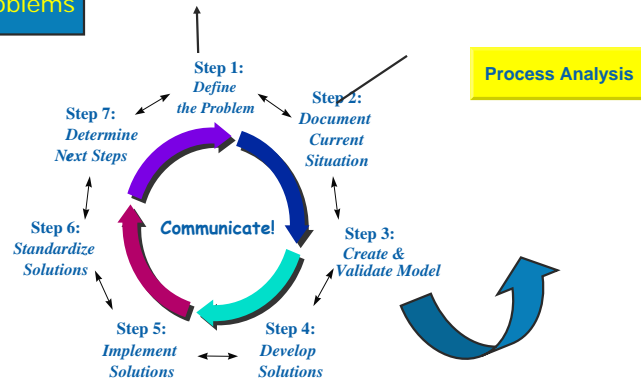 oblems
Process Analysis
Step 1:
Define
the Problem
Step 2:
Document
Current
Situation
Step 3:
Create &
Validate Model
Step 4:
Develop
Solutions
Step 5:
Implement
Solutions
Step 6:
Standardize
Solutions
Step 7:
Determine
Next Steps
Communicate!